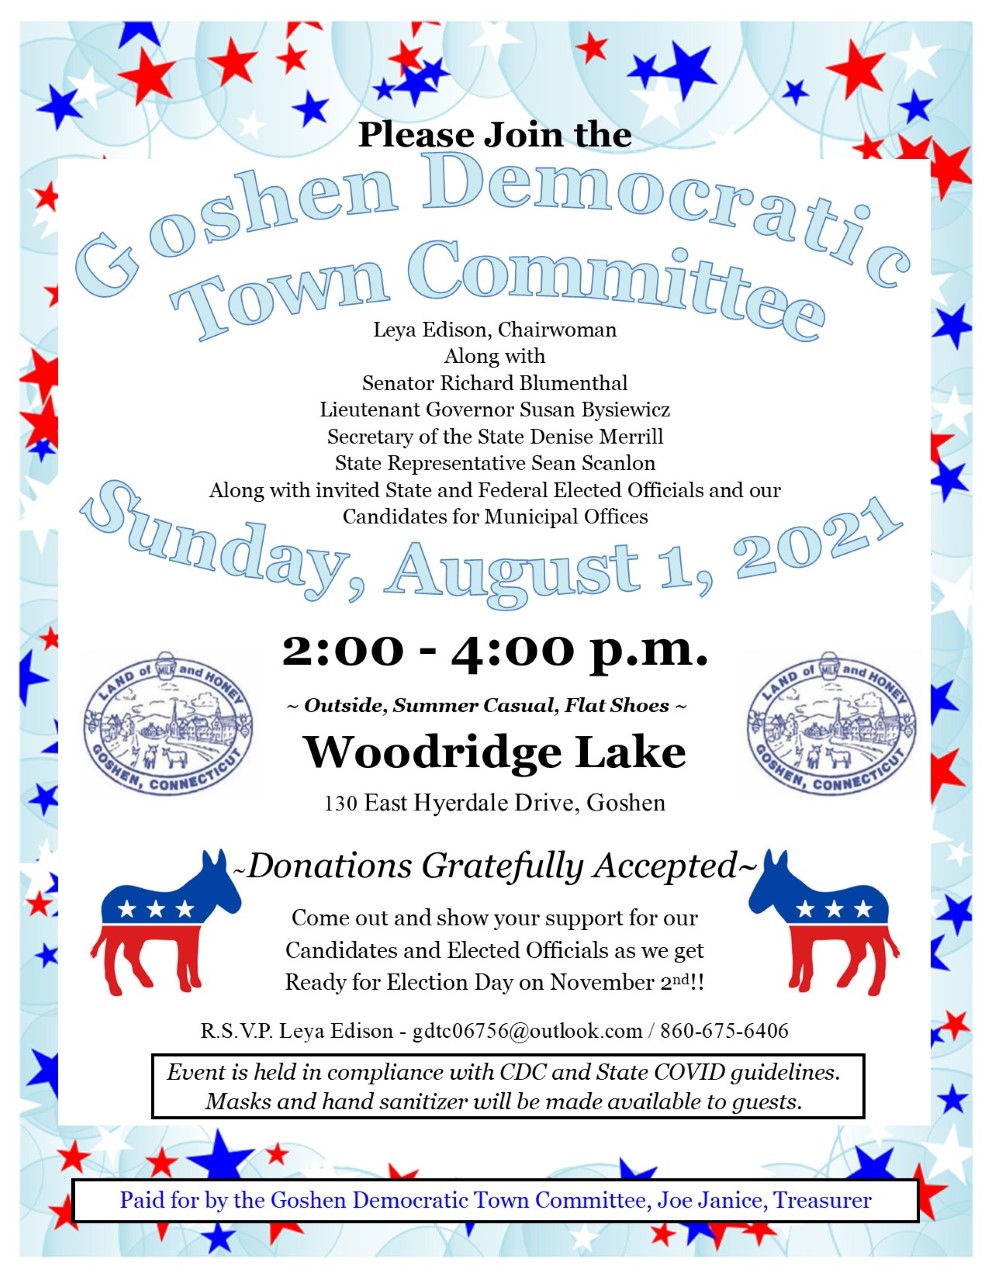 Please Join the
Goshen Democratic
Town Committee
Leya Edison, Chairwoman
Along with
Senator Richard Blumenthal
Lieutenant Governor Susan Bysiewicz
Secretary of the State Denise Merrill
State Representative Sean Scanlon
Along with invited State and Federal Elected Officials and our
Candidates for Municipal Offices
Sunday, August 1, 2021
2:00 - 4:00 p.m.
~ Outside, Summer Casual, Flat Shoes ~
Woodridge Lake
130 East Hyerdale Drive, Goshen
LAND of MILK and HONEY
GOSHEN, CONNECTICUT
LAND of MILK and HONEY
GOSHEN, CONNECTICUT
~Donations Gratefully Accepted~
Come out and show your support for our
Candidates and Elected Officials as we get
Ready for Election Day on November 2nd!!
R.S.V.P. Leya Edison - gdtc06756@outlook.com / 860-675-6406
Event is held in compliance with CDC and State COVID guidelines.
Masks and hand sanitizer will be made available to guests.
Paid for by the Goshen Democratic Town Committee, Joe Janice, Treasurer